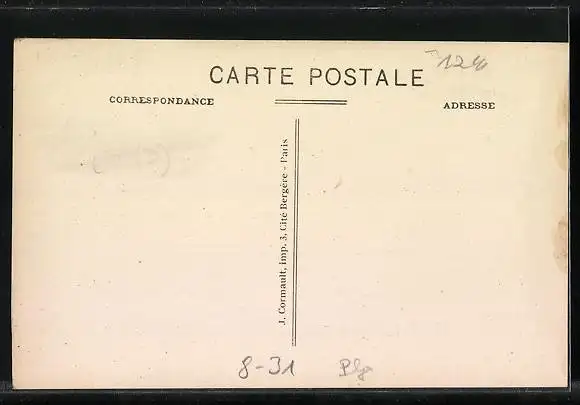 CARTE POSTALE
CORRESPONDANCE
ADRESSE
J. Cormault, imp. 3, Cité Bergère - Paris
8-31